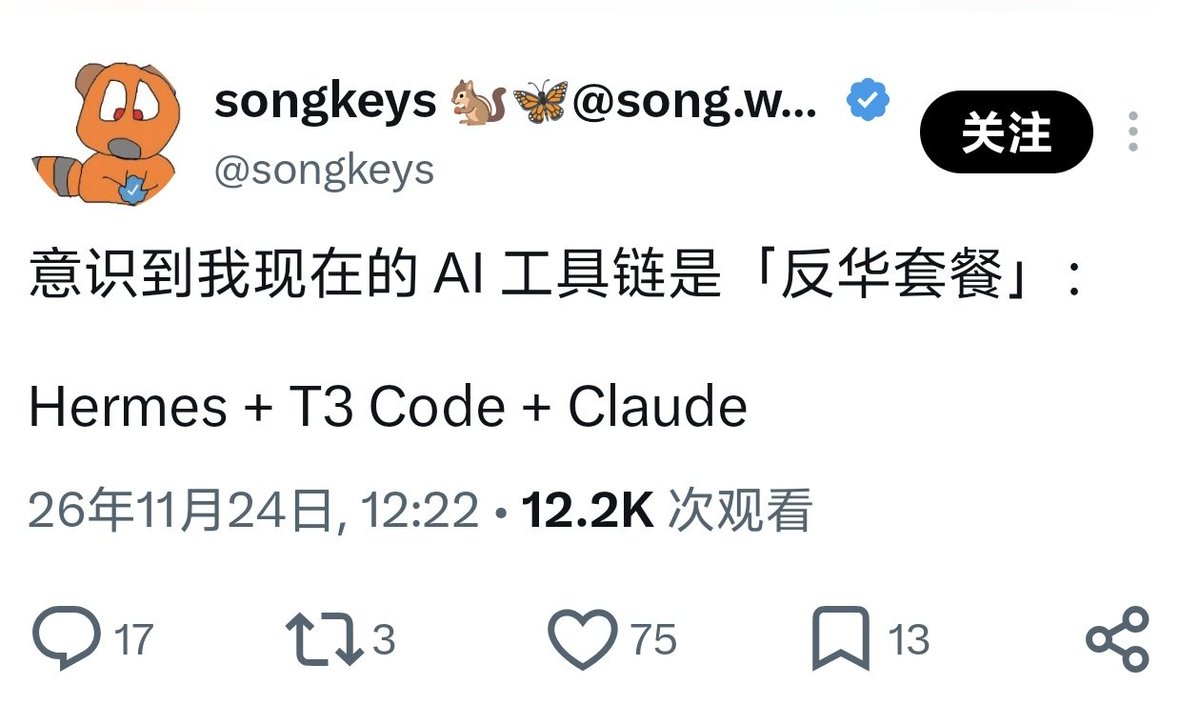 songkeys 🐿️🦋@song.w...
关注
@songkeys
意识到我现在的 AI 工具链是「反华套餐」：
Hermes + T3 Code + Claude
26年11月24日, 12:22 • 12.2K 次观看
17 3 75 13